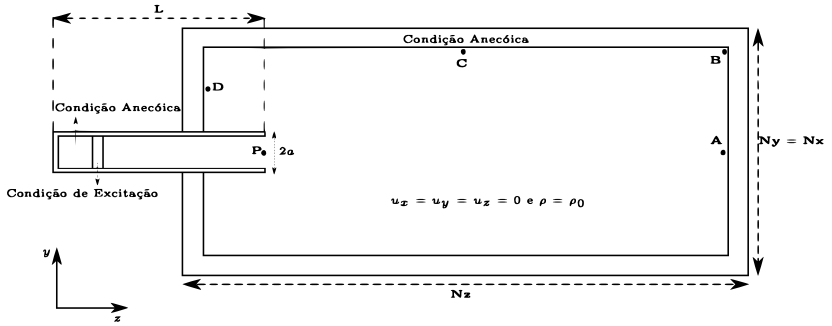 L
Condição Anecóica
B
C
D
Condição Anecóica
P
2a
A
Ny = Nx
Condição de Excitação
u_x = u_y = u_z = 0 e ρ = ρ_0
y
z
Nz